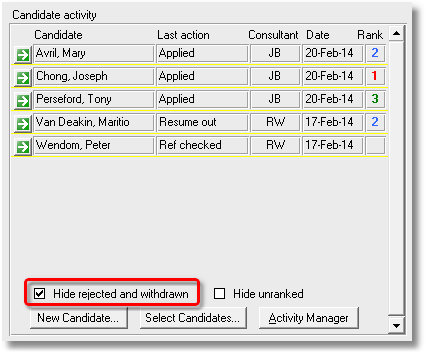 Candidate activity
Candidate Last action Consultant Date Rank
Avril, Mary Applied JB 20-Feb-14 2
Chong, Joseph Applied JB 20-Feb-14 1
Perseford, Tony Applied JB 20-Feb-14 3
Van Deakin, Maritio Resume out RW 17-Feb-14 2
Wendom, Peter Ref checked RW 17-Feb-14
Hide rejected and withdrawn Hide unranked
New Candidate... Select Candidates... Activity Manager